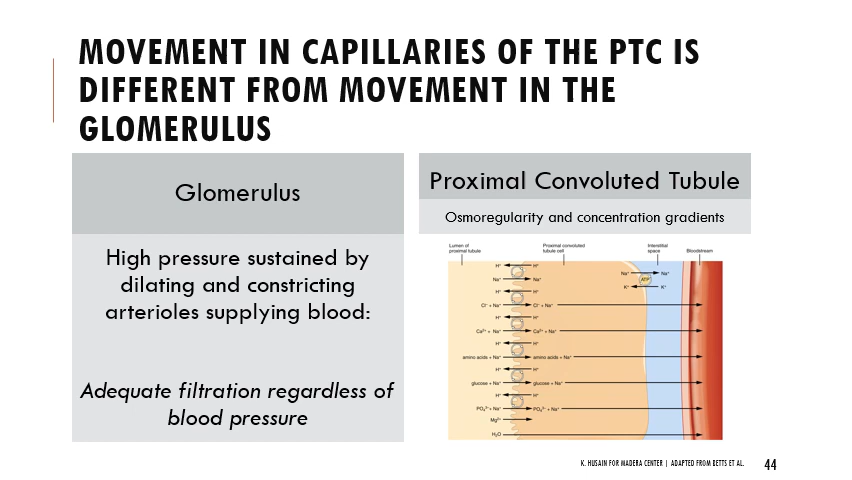 MOVEMENT IN CAPILLARIES OF THE PTC IS
DIFFERENT FROM MOVEMENT IN THE
GLOMERULUS
Glomerulus
High pressure sustained by
dilating and constricting
arterioles supplying blood:
Adequate filtration regardless of
blood pressure
Proximal Convoluted Tubule
Osmoregularity and concentration gradients
Lumen of
proximal tubule
Proximal convoluted
tubule cell
Interstitial
space
Bloodstream
H⁺ H⁺
Na⁺ Na⁺
Na⁺ Na⁺
ATP
K⁺ K⁺
H⁺ H⁺
Cl⁻ + Na⁺ Cl⁻ + Na⁺
H⁺ H⁺
Ca²⁺ + Na⁺ Ca²⁺ + Na⁺
H⁺ H⁺
amino acids + Na⁺ amino acids + Na⁺
H⁺ H⁺
glucose + Na⁺ glucose + Na⁺
H⁺ H⁺
PO₄³⁻ + Na⁺ PO₄³⁻ + Na⁺
Mg²⁺
H₂O
K. HUSAIN FOR MADERA CENTER | ADAPTED FROM BETTS ET AL.
44